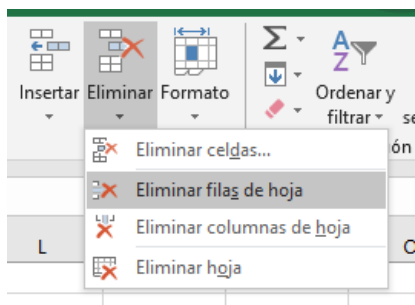 Insertar Eliminar Formato
Ordenar y
filtrar
Eliminar celdas...
Eliminar filas de hoja
Eliminar columnas de hoja
Eliminar hoja
L